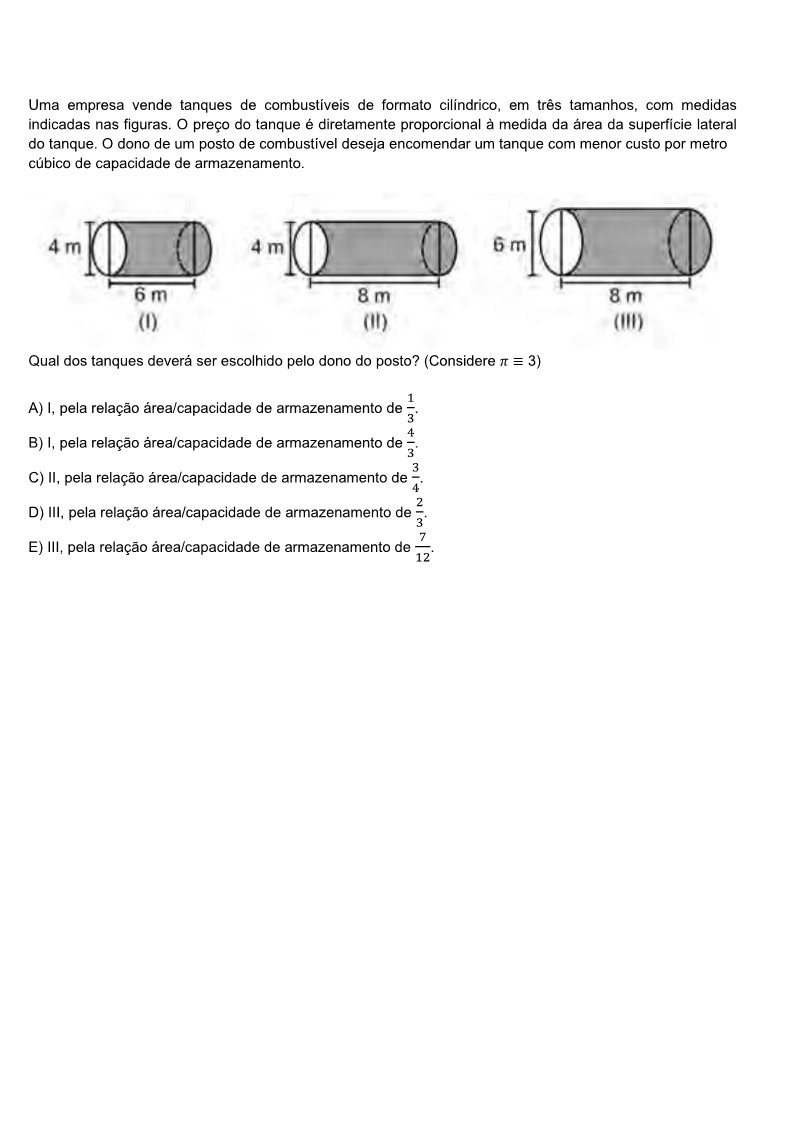 Uma empresa vende tanques de combustíveis de formato cilíndrico, em três tamanhos, com medidas
indicadas nas figuras. O preço do tanque é diretamente proporcional à medida da área da superfície lateral
do tanque. O dono de um posto de combustível deseja encomendar um tanque com menor custo por metro
cúbico de capacidade de armazenamento.
4 m 4 m 6 m
6 m 8 m 8 m
(I) (II) (III)
Qual dos tanques deverá ser escolhido pelo dono do posto? (Considere π ≡ 3)
A) I, pela relação área/capacidade de armazenamento de 1/3.
B) I, pela relação área/capacidade de armazenamento de 4/3.
C) II, pela relação área/capacidade de armazenamento de 3/4.
D) III, pela relação área/capacidade de armazenamento de 2/3.
E) III, pela relação área/capacidade de armazenamento de 7/12.